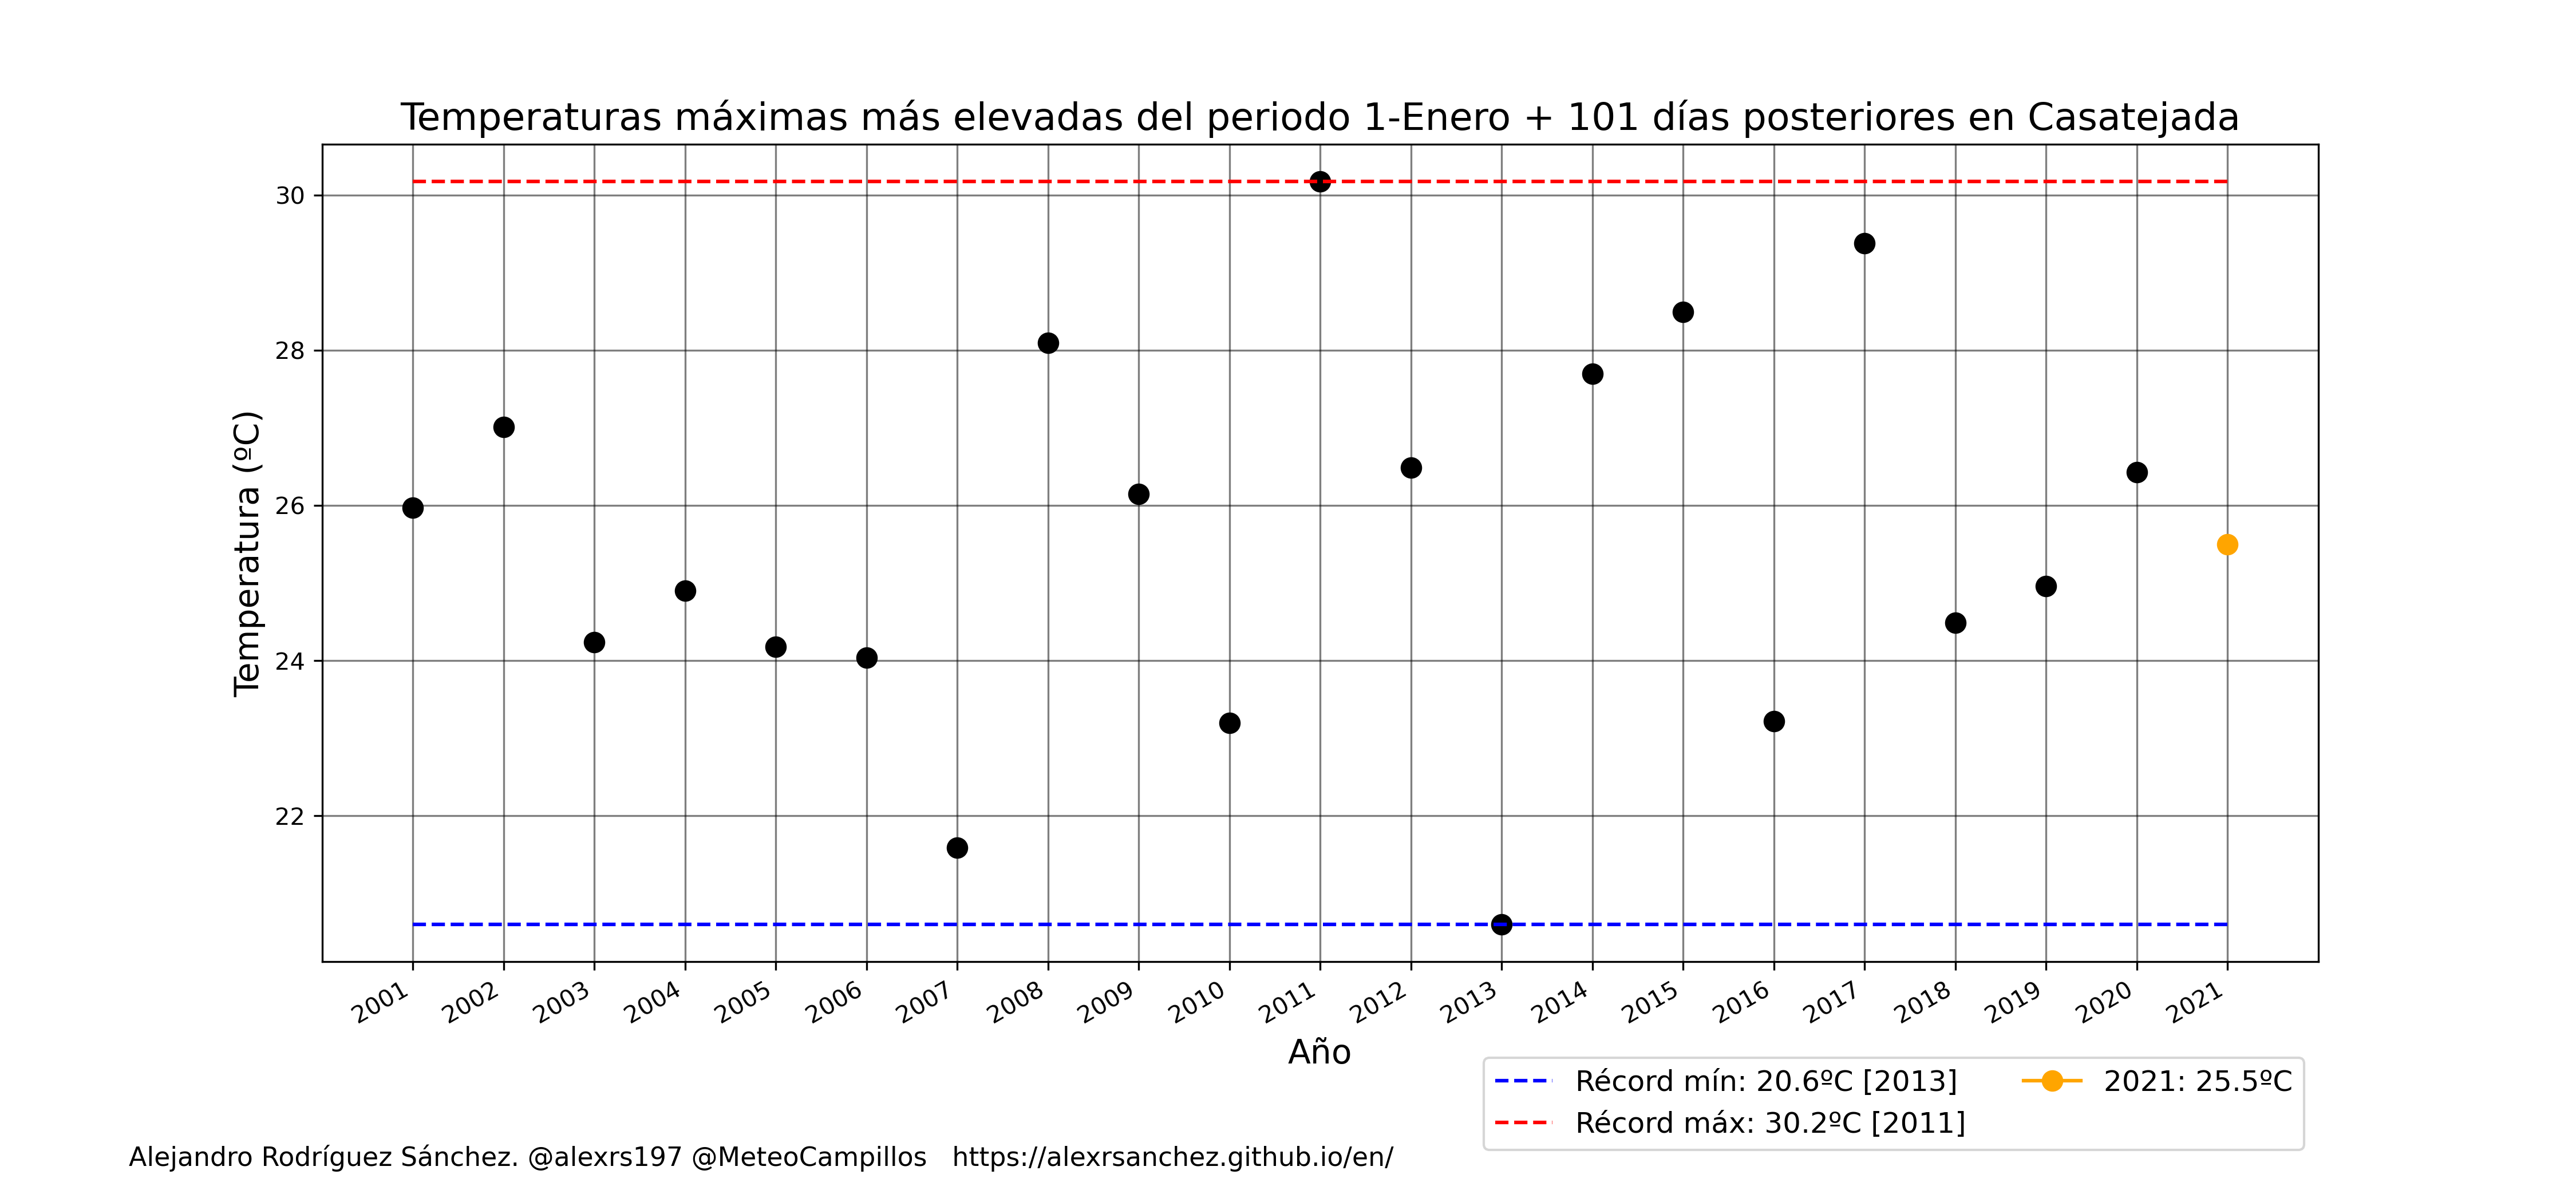 Temperaturas máximas más elevadas del periodo 1-Enero + 101 días posteriores en Casatejada
Temperatura (ºC)
30
28
26
24
22
2001 2002 2003 2004 2005 2006 2007 2008 2009 2010 2011 2012 2013 2014 2015 2016 2017 2018 2019 2020 2021
Año
Récord mín: 20.6ºC [2013]
Récord máx: 30.2ºC [2011]
2021: 25.5ºC
Alejandro Rodríguez Sánchez. @alexrs197 @MeteoCampillos https://alexrsanchez.github.io/en/